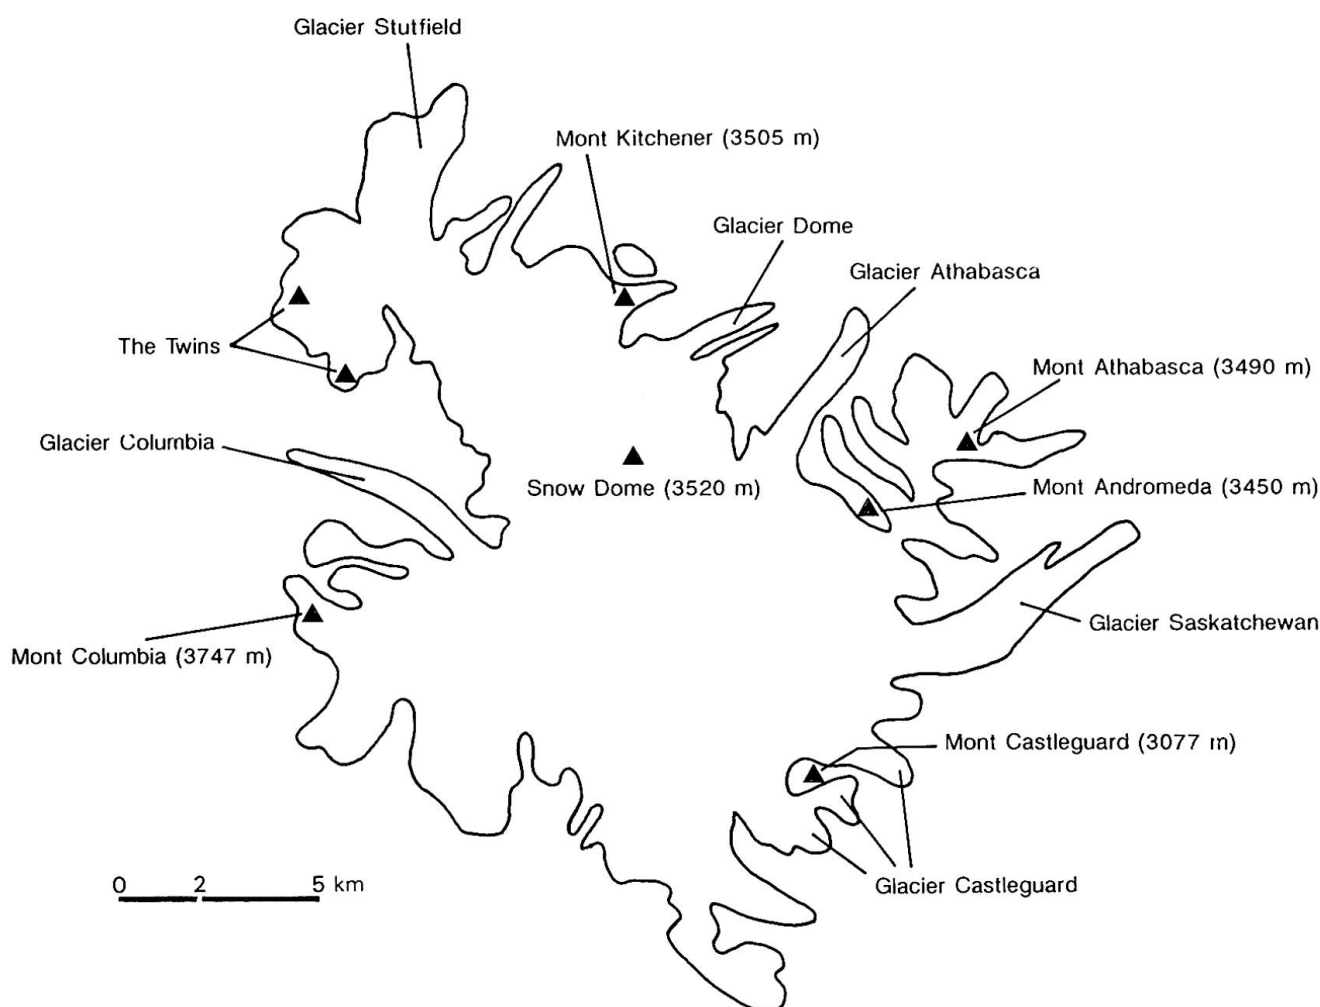 Glacier Stutfield
Mont Kitchener (3505 m)
Glacier Dome
Glacier Athabasca
The Twins
Mont Athabasca (3490 m)
Glacier Columbia
Snow Dome (3520 m)
Mont Andromeda (3450 m)
Glacier Saskatchewan
Mont Columbia (3747 m)
Mont Castleguard (3077 m)
0 2 5 km
Glacier Castleguard